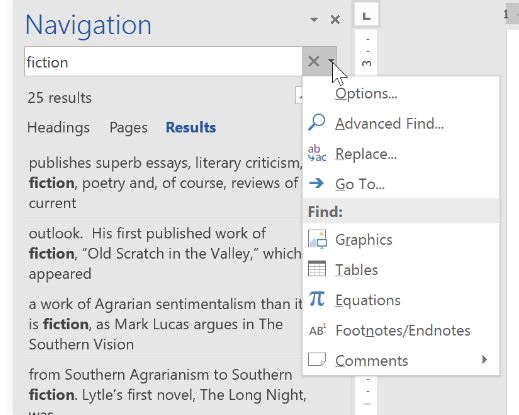 Navigation
fiction
25 results
Headings Pages Results
publishes superb essays, literary criticism,
fiction, poetry and, of course, reviews of
current
outlook. His first published work of
fiction, “Old Scratch in the Valley,” which
appeared
a work of Agrarian sentimentalism than it
is fiction, as Mark Lucas argues in The
Southern Vision
from Southern Agrarianism to Southern
fiction. Lytle’s first novel, The Long Night,
was
Options...
Advanced Find...
ab
ac Replace...
Go To...
Find:
Graphics
Tables
π Equations
AB¹ Footnotes/Endnotes
Comments
L
1
3